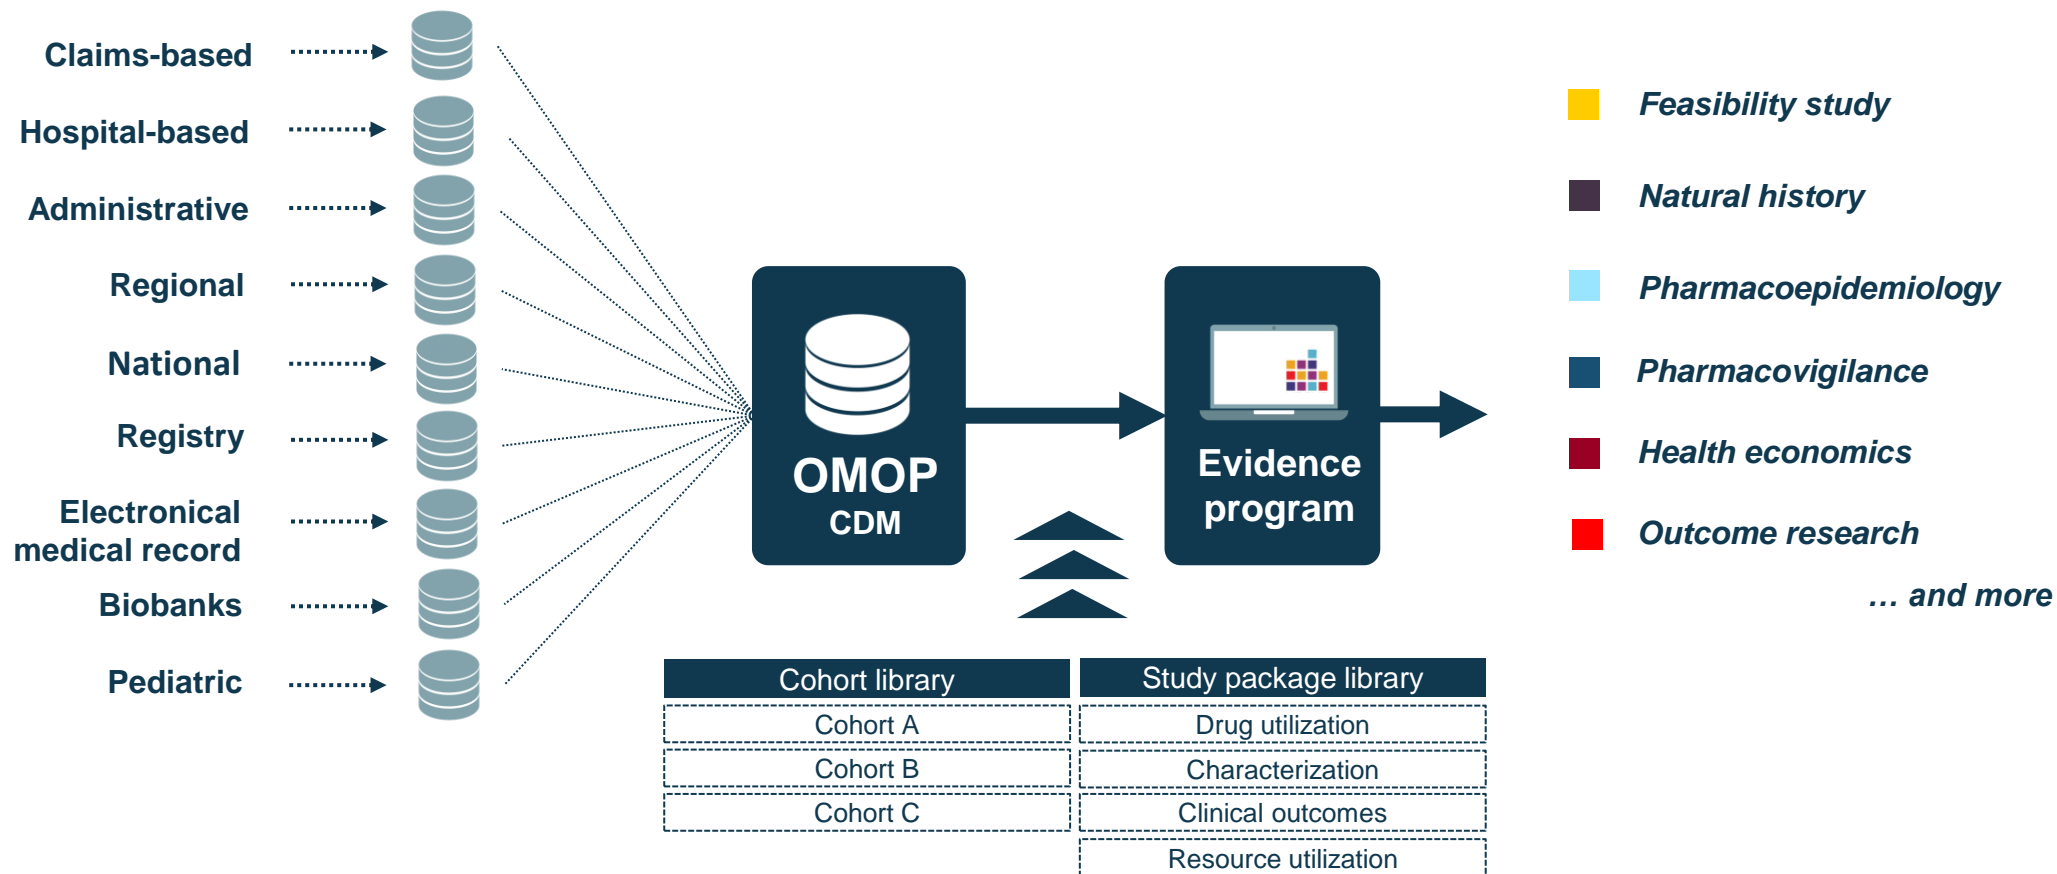 Claims-based
Hospital-based
Administrative
Regional
National
Registry
Electronical
medical record
Biobanks
Pediatric
OMOP
CDM
Evidence
program
Cohort library
Cohort A
Cohort B
Cohort C
Study package library
Drug utilization
Characterization
Clinical outcomes
Resource utilization
Feasibility study
Natural history
Pharmacoepidemiology
Pharmacovigilance
Health economics
Outcome research
… and more